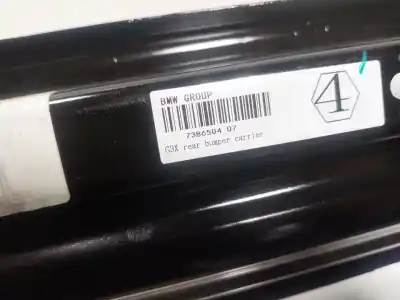 BMW GROUP
7386504 07
G3X rear bumper carrier
4